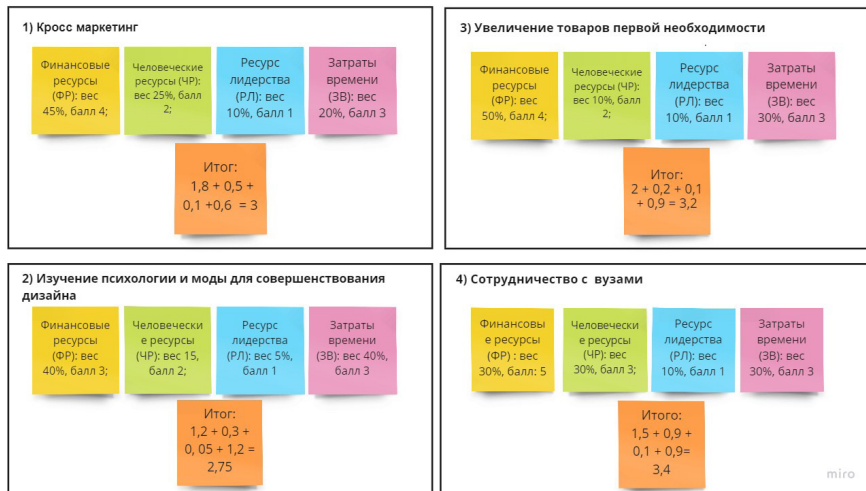 1) Кросс маркетинг
Финансовые
ресурсы
(ФР): вес
45%, балл 4;
Человеческие
ресурсы (ЧР):
вес 25%, балл
2;
Ресурс
лидерства
(РЛ): вес
10%, балл 1
Затраты
времени
(ЗВ): вес
20%, балл 3
Итог:
1,8 + 0,5 +
0,1 +0,6 = 3
3) Увеличение товаров первой необходимости
Финансовые
ресурсы
(ФР): вес
50%, балл 4;
Человеческие
ресурсы (ЧР):
вес 10%, балл
2;
Ресурс
лидерства
(РЛ): вес
10%, балл 1
Затраты
времени
(ЗВ): вес
30%, балл 3
Итог:
2 + 0,2 + 0,1
+ 0,9 = 3,2
2) Изучение психологии и моды для совершенствования
дизайна
Финансовые
ресурсы
(ФР): вес
40%, балл 3;
Человечески
е ресурсы
(ЧР): вес 15,
балл 2;
Ресурс
лидерства
(РЛ): вес 5%,
балл 1
Затраты
времени
(ЗВ): вес 40%,
балл 3
Итог:
1,2 + 0,3 +
0, 05 + 1,2 =
2,75
4) Сотрудничество с вузами
Финансовы
е ресурсы
(ФР) : вес
30%, балл: 5
Человечески
е ресурсы
(ЧР): вес
30%, балл 3;
Ресурс
лидерства
(РЛ): вес
10%, балл 1
Затраты
времени
(ЗВ): вес
30%, балл 3
Итого:
1,5 + 0,9 +
0,1 + 0,9=
3,4
miro